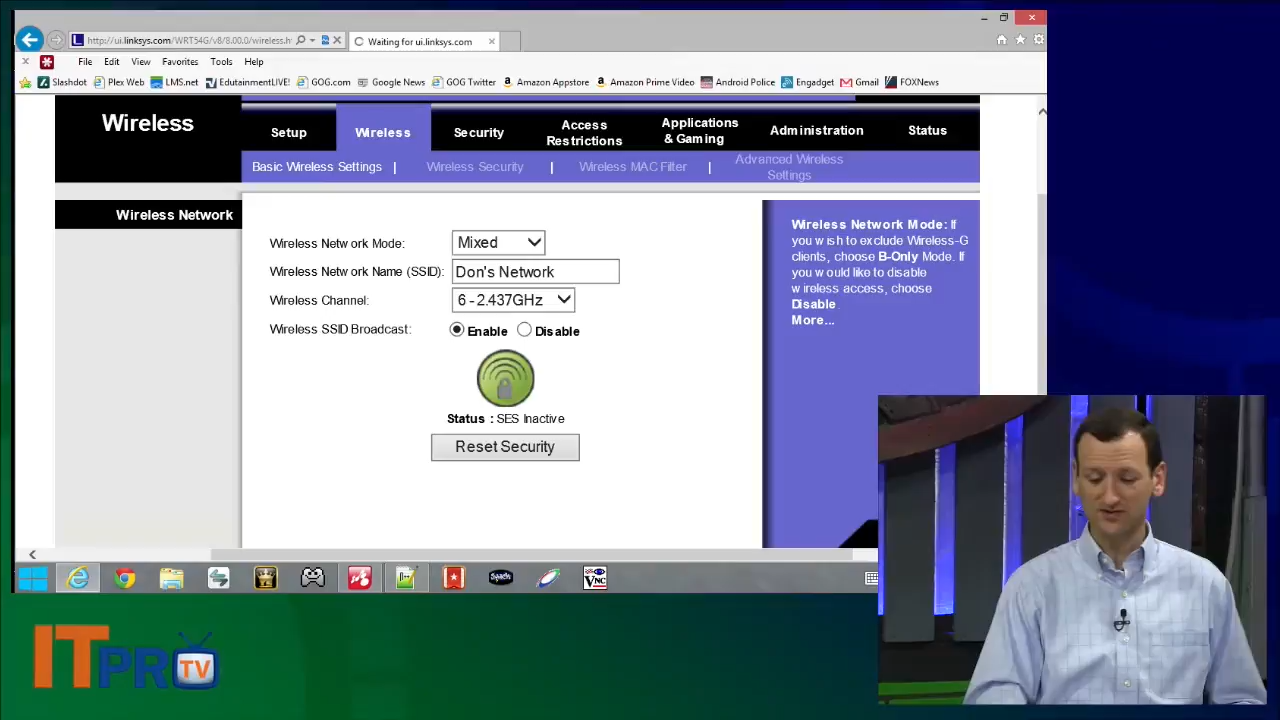 http://ui.linksys.com/WRT54G/v8/8.00.0/wireless.h
Waiting for ui.linksys.com
File Edit View Favorites Tools Help
Slashdot Plex Web LMS.net EdutainmentLIVE! GOG.com Google News GOG Twitter Amazon Appstore Amazon Prime Video Android Police Engadget Gmail FOXNews
Wireless
Setup Wireless Security Access Restrictions Applications & Gaming Administration Status
Basic Wireless Settings | Wireless Security | Wireless MAC Filter | Advanced Wireless Settings
Wireless Network
Wireless Network Mode: Mixed
Wireless Network Name (SSID): Don's Network
Wireless Channel: 6 - 2.437GHz
Wireless SSID Broadcast: Enable Disable
Status : SES Inactive
Reset Security
Wireless Network Mode: If
you wish to exclude Wireless-G
clients, choose B-Only Mode. If
you would like to disable
wireless access, choose
Disable.
More...
VNC
ITPRO
TV